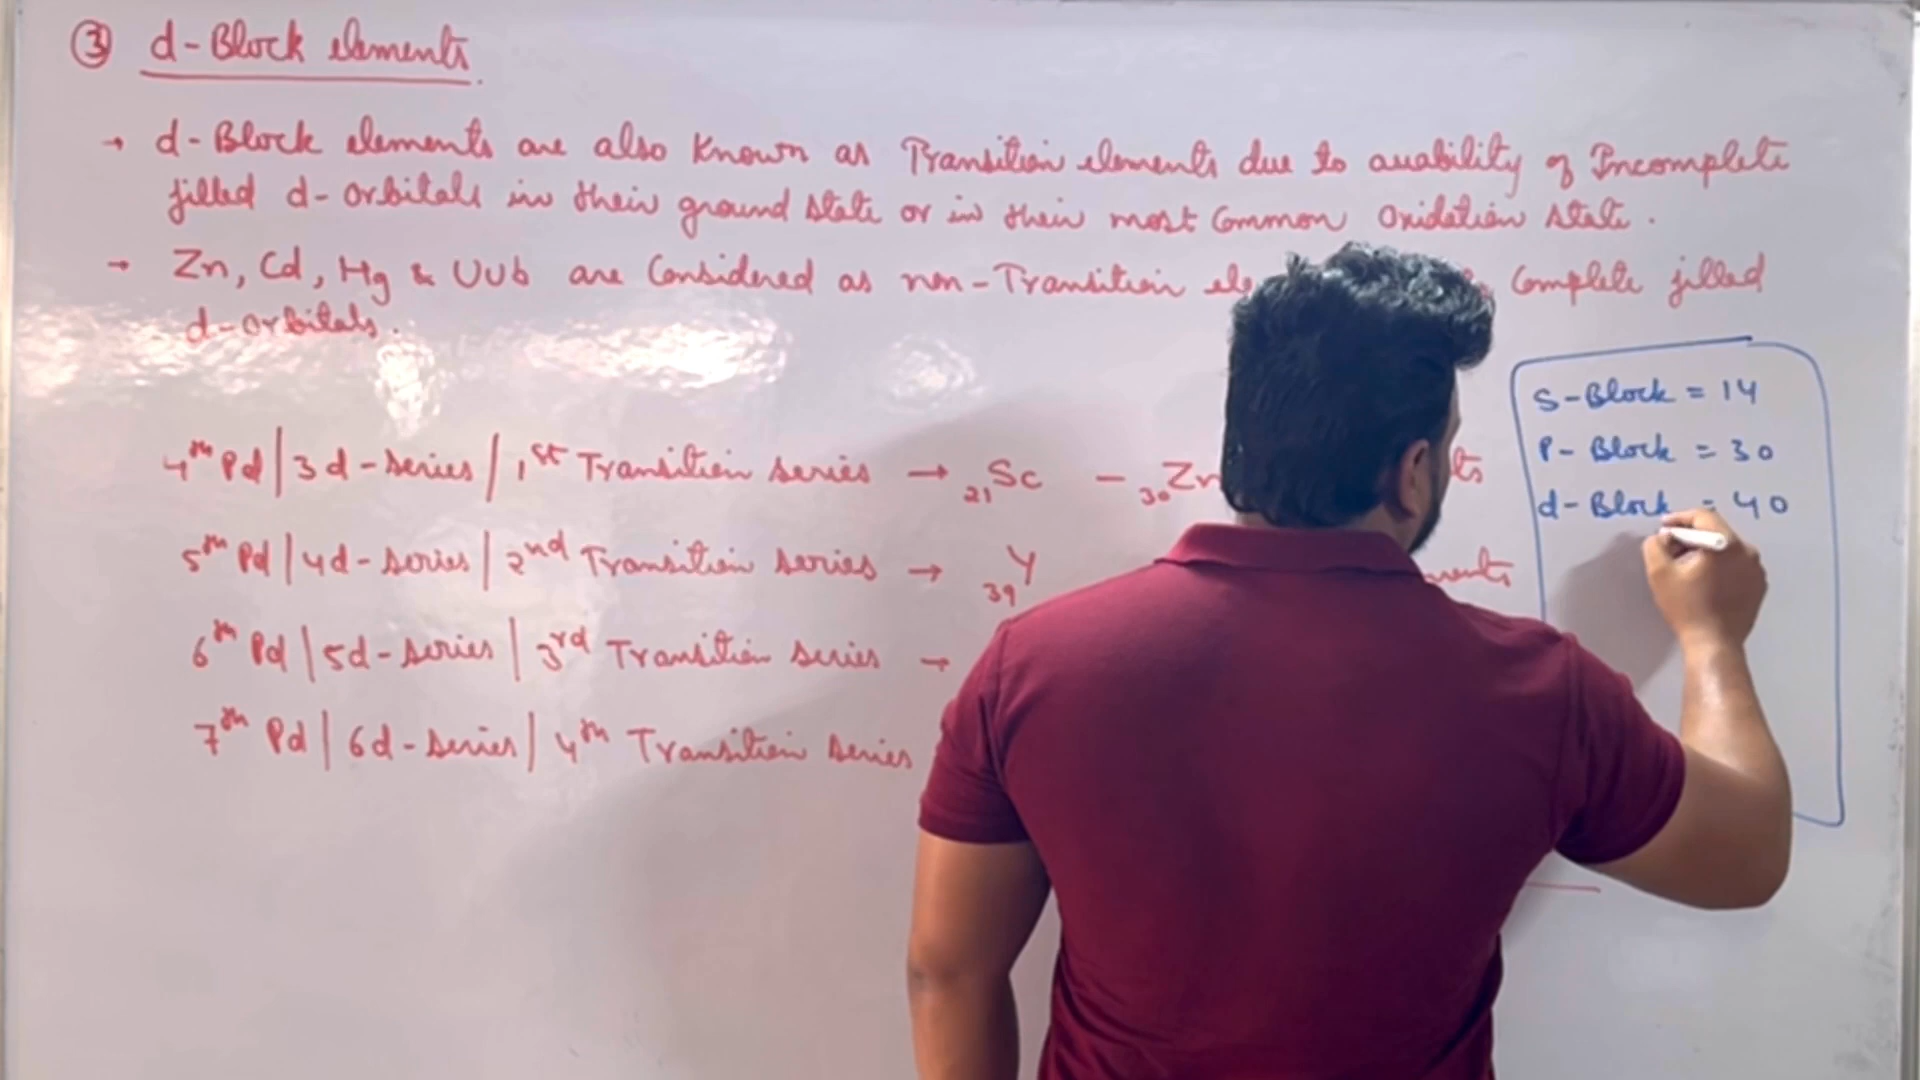 ③ d-Block elements.
→ d-Block elements are also known as Transition elements due to avability of Incomplete
filled d-orbitals in their ground state or in their most Common Oxidation state.
→ Zn, Cd, Hg & Uub are Considered as non-Transition Complete filled
d-orbitals.
4th Pd | 3d-series | 1st Transition series → 21Sc - 30Zn
5th Pd | 4d-series | 2nd Transition series → 39Y
6th Pd | 5d-series | 3rd Transition series →
7th Pd | 6d-series | 4th Transition series
S-Block = 14
P-Block = 30
d-Block = 40